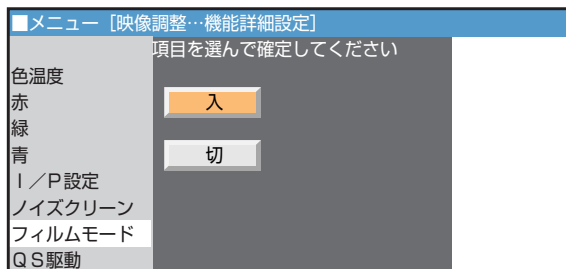 ■メニュー［映像調整…機能詳細設定］
項目を選んで確定してください
色温度
赤
入
緑
青
切
Ｉ／Ｐ設定
ノイズクリーン
フィルムモード
ＱＳ駆動